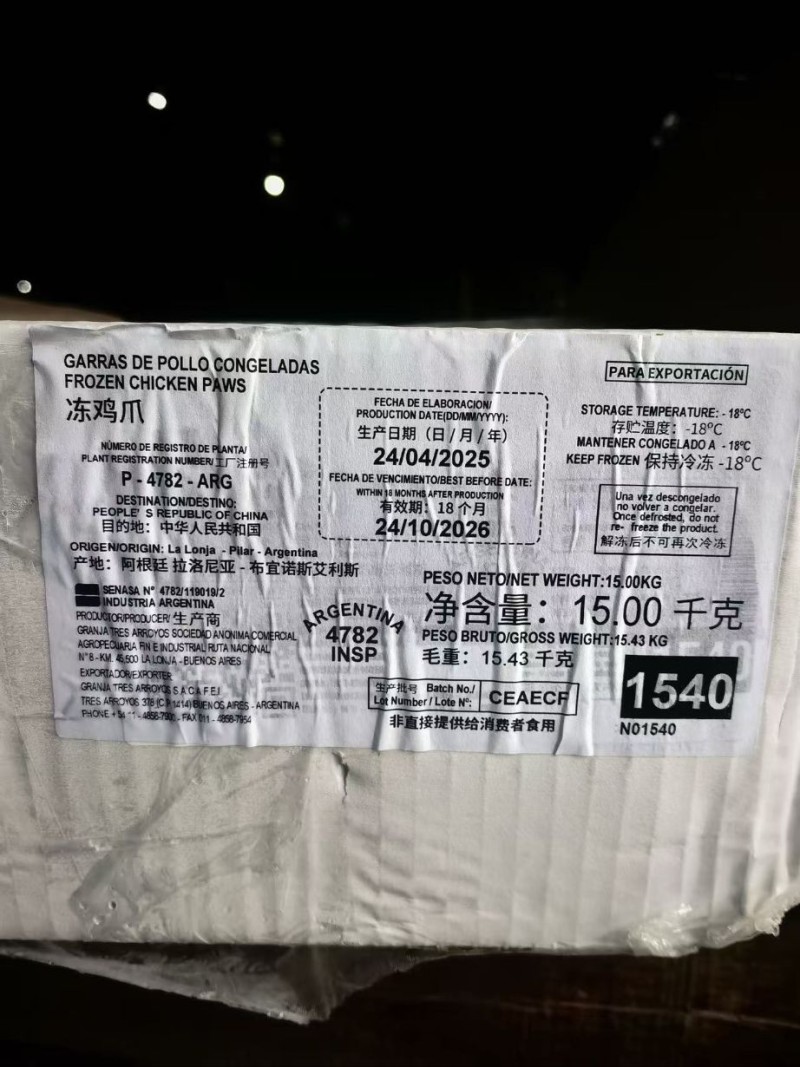 GARRAS DE POLLO CONGELADAS
FROZEN CHICKEN PAWS
冻鸡爪
NÚMERO DE REGISTRO DE PLANTA/
PLANT REGISTRATION NUMBER/工厂注册号
P - 4782 - ARG
DESTINATION/DESTINO:
PEOPLE' S REPUBLIC OF CHINA
目的地: 中华人民共和国
ORIGEN/ORIGIN: La Lonja - Pilar - Argentina
产地: 阿根廷 拉洛尼亚 - 布宜诺斯艾利斯
SENASA N° 4782/119019/2
INDUSTRIA ARGENTINA
PRODUCTOR/PRODUCER/ 生产商
GRANJA TRES ARROYOS SOCIEDAD ANONIMA COMERCIAL
AGROPECUARIA FIN E INDUSTRIAL RUTA NACIONAL
N°8 - KM. 45,500 LA LONJA - BUENOS AIRES
EXPORTADOR/EXPORTER
GRANJA TRES ARROYOS S.A.C.A.F.E.I
TRES ARROYOS 378 (C.P. 1414) BUENOS AIRES - ARGENTINA
PHONE FAX 011 - 4858-7954
FECHA DE ELABORACION/
PRODUCTION DATE(DD/MM/YYYY):
生产日期 (日/月/年)
24/04/2025
FECHA DE VENCIMIENTO/BEST BEFORE DATE:
WITHIN 18 MONTHS AFTER PRODUCTION
有效期: 18 个月
24/10/2026
PARA EXPORTACIÓN
STORAGE TEMPERATURE: - 18°C
存贮温度: -18°C
MANTENER CONGELADO A - 18°C
KEEP FROZEN 保持冷冻 -18°C
Una vez descongelado
no volver a congelar.
Once defrosted, do not
re- freeze the product.
解冻后不可再次冷冻
PESO NETO/NET WEIGHT:15.00KG
净含量: 15.00 千克
PESO BRUTO/GROSS WEIGHT:15.43 KG
毛重: 15.43 千克
ARGENTINA
4782
INSP
生产批号 Batch No./
Lot Number / Lote Nº:
CEAECF
非直接提供给消费者食用
1540
N01540